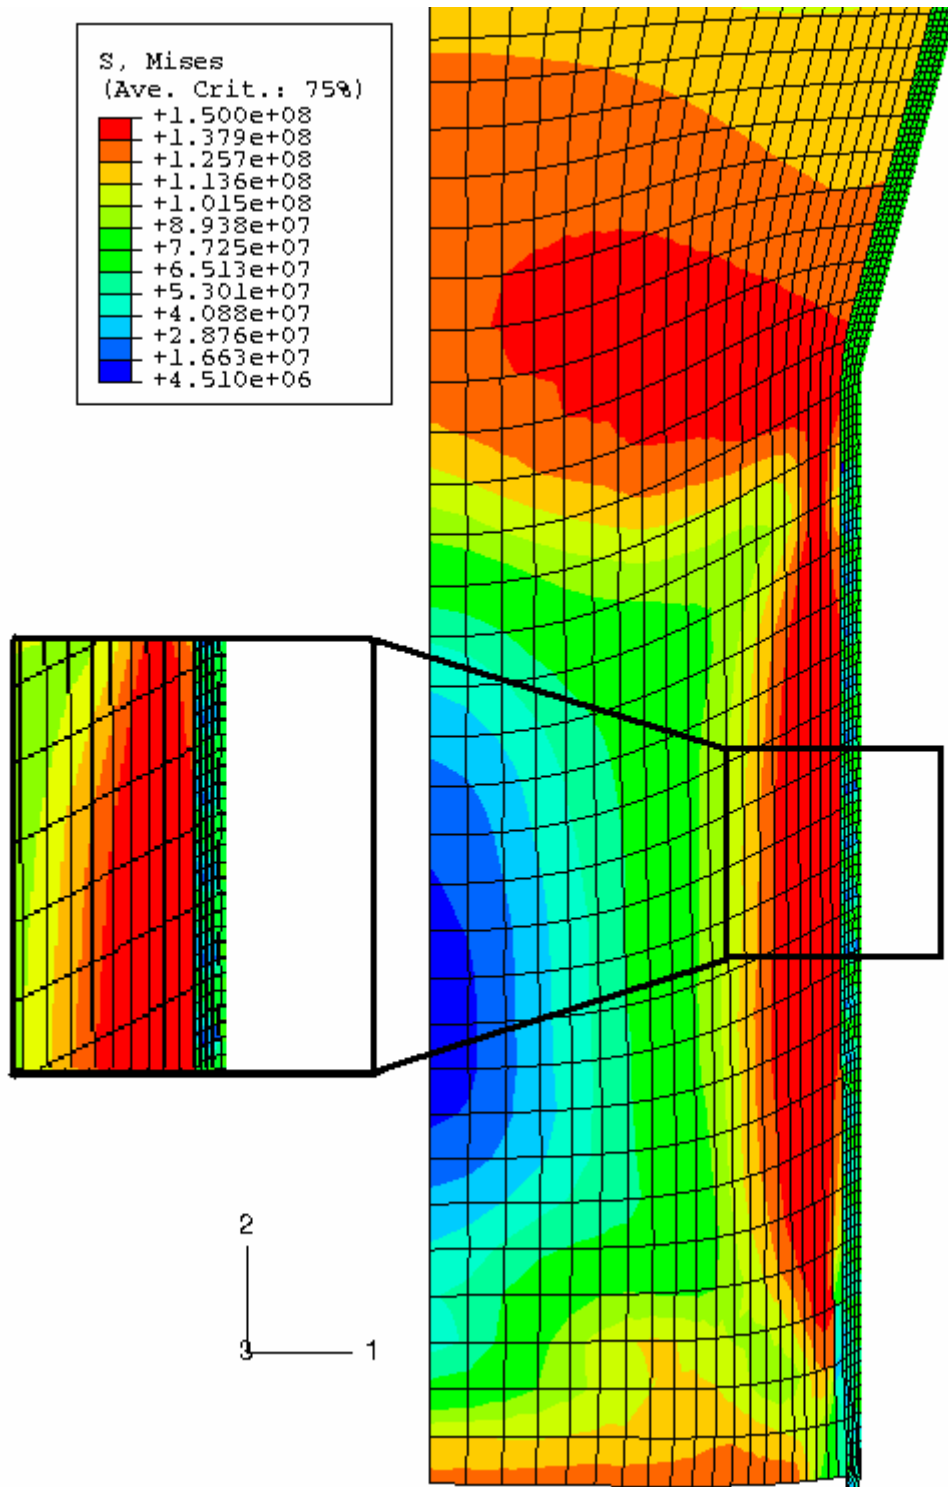 S, Mises
(Ave. Crit.: 75%)
+1.500e+08
+1.379e+08
+1.257e+08
+1.136e+08
+1.015e+08
+8.938e+07
+7.725e+07
+6.513e+07
+5.301e+07
+4.088e+07
+2.876e+07
+1.663e+07
+4.510e+06
2
3 1